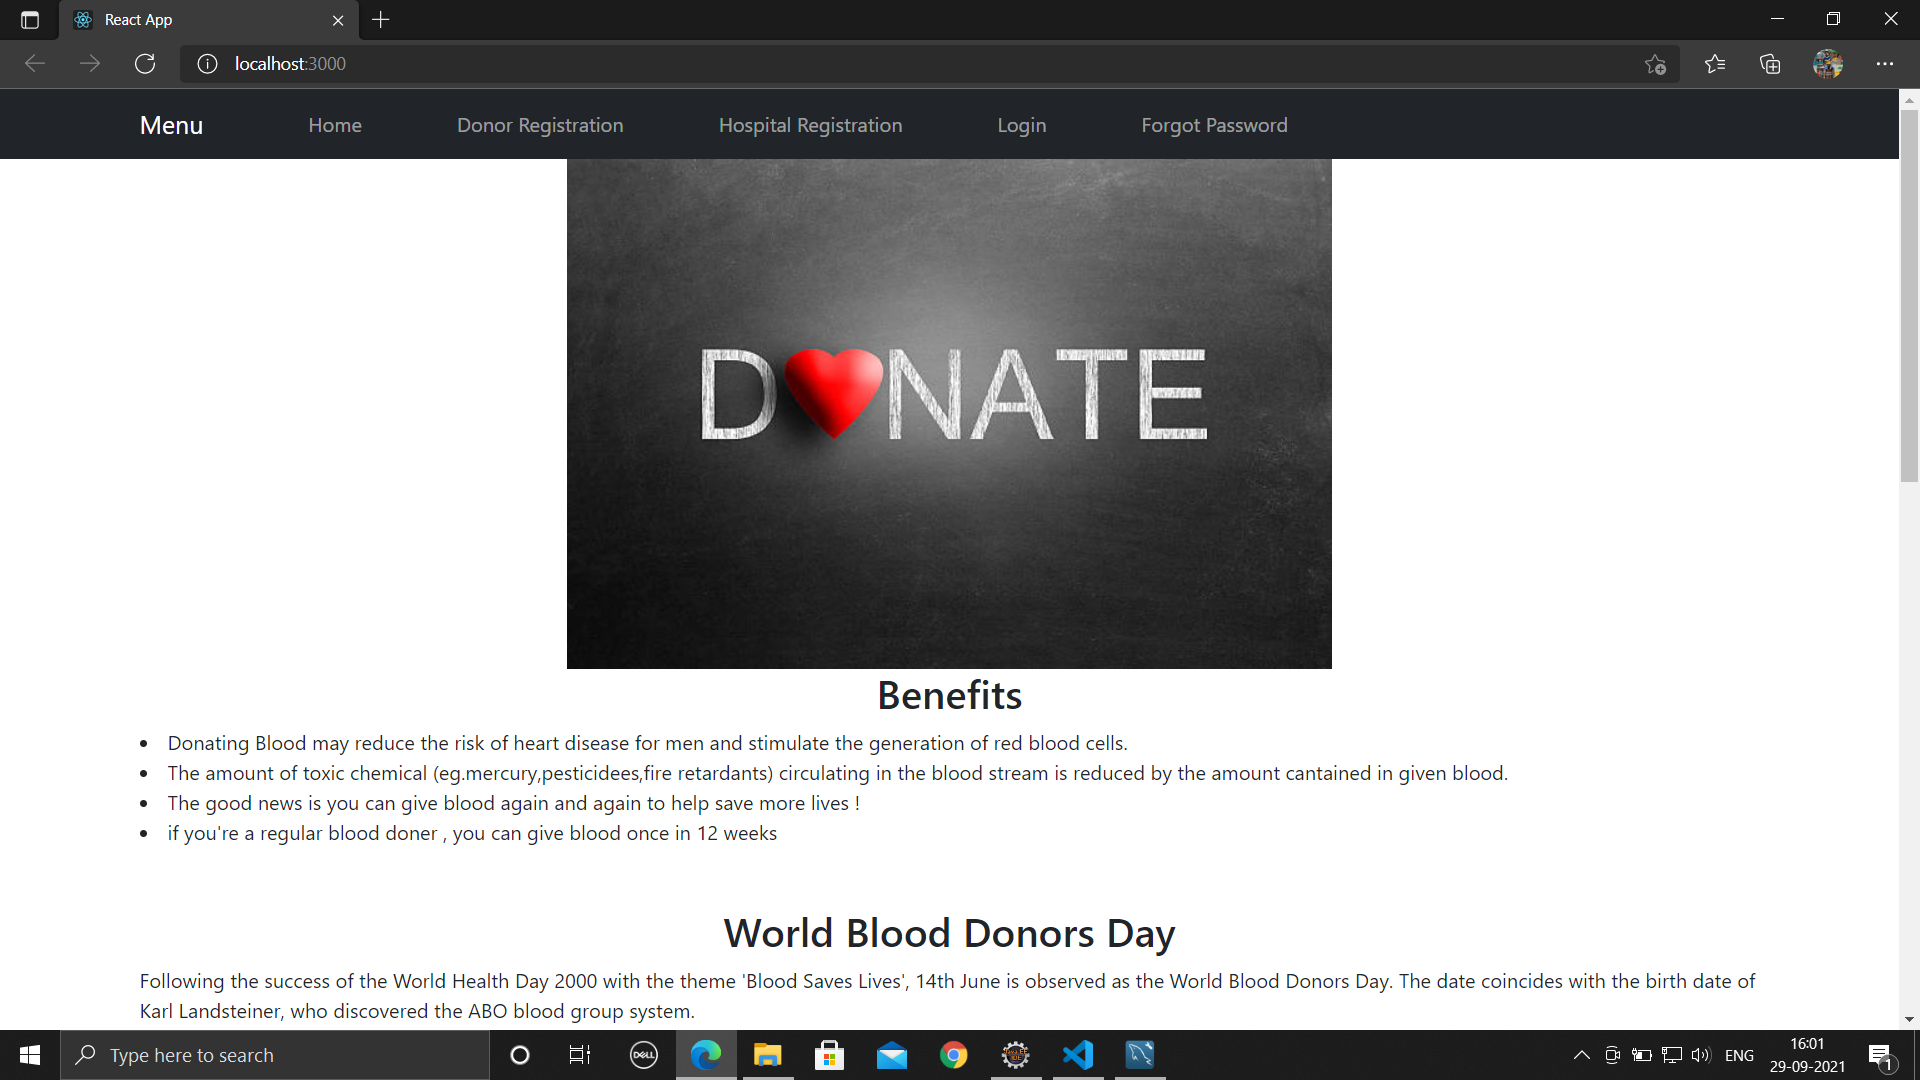 React App
localhost:3000
Menu Home Donor Registration Hospital Registration Login Forgot Password
D NATE
Benefits
Donating Blood may reduce the risk of heart disease for men and stimulate the generation of red blood cells.
The amount of toxic chemical (eg.mercury,pesticidees,fire retardants) circulating in the blood stream is reduced by the amount cantained in given blood.
The good news is you can give blood again and again to help save more lives !
if you're a regular blood doner , you can give blood once in 12 weeks
World Blood Donors Day
Following the success of the World Health Day 2000 with the theme 'Blood Saves Lives', 14th June is observed as the World Blood Donors Day. The date coincides with the birth date of
Karl Landsteiner, who discovered the ABO blood group system.
Type here to search
DELL
ENG
16:01
29-09-2021
1